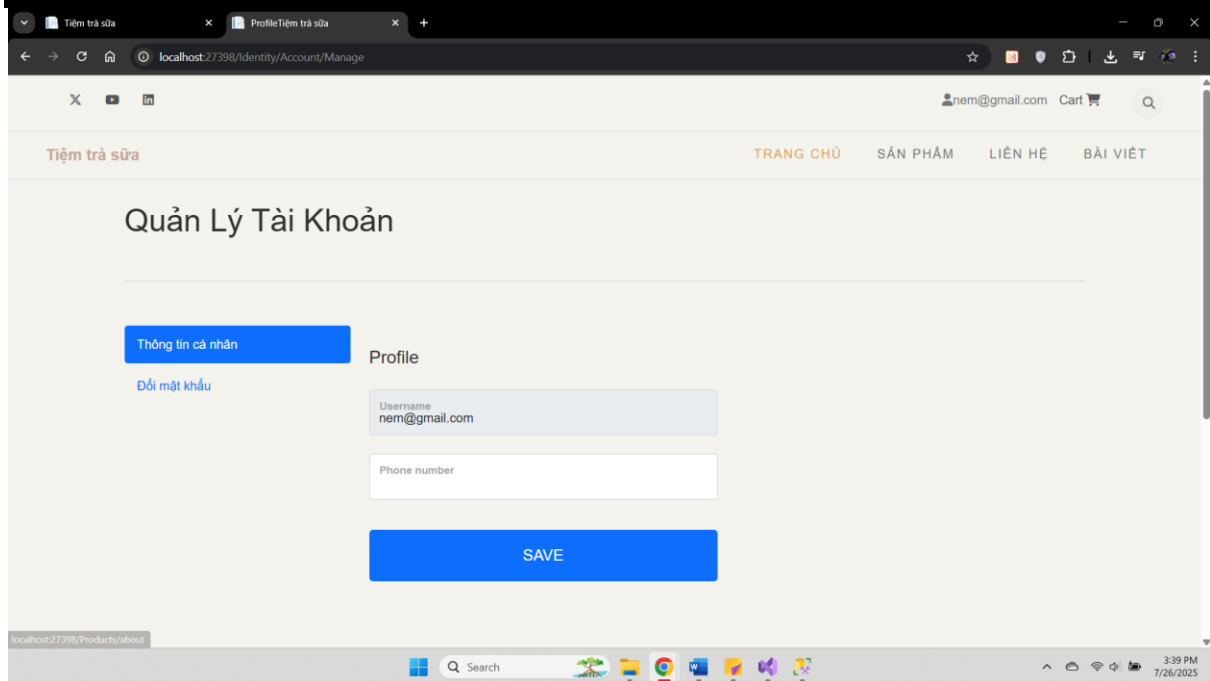 Tiệm trà sữa
ProfileTiệm trà sữa
localhost:27398/Identity/Account/Manage
nem@gmail.com Cart
Tiệm trà sữa
TRANG CHỦ SẢN PHẨM LIÊN HỆ BÀI VIẾT
Quản Lý Tài Khoản
Thông tin cá nhân
Đổi mật khẩu
Profile
Username
nem@gmail.com
Phone number
SAVE
localhost:27398/Products/about
Search
3:39 PM
7/26/2025